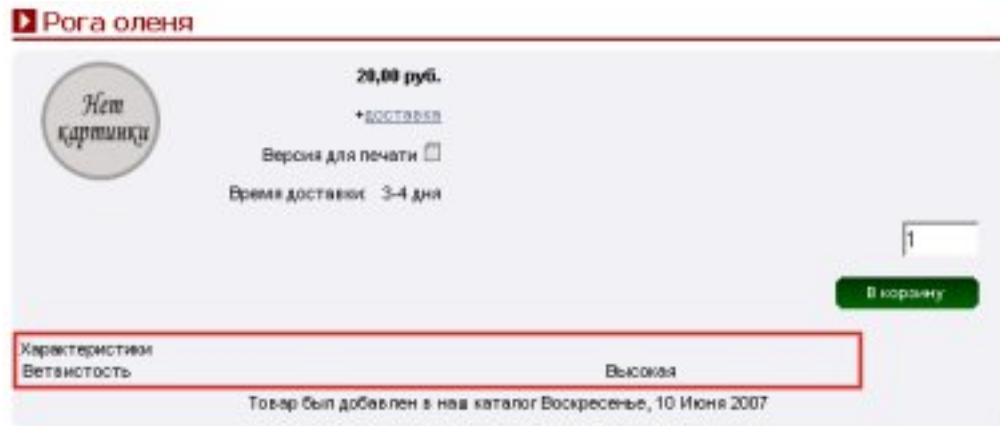 Рога оленя
Нет
картинки
20,00 руб.
+доставка
Версия для печати
Время доставки: 3-4 дня
1
В корзину
Характеристики
Ветвистость Высокая
Товар был добавлен в наш каталог Воскресенье, 10 Июня 2007